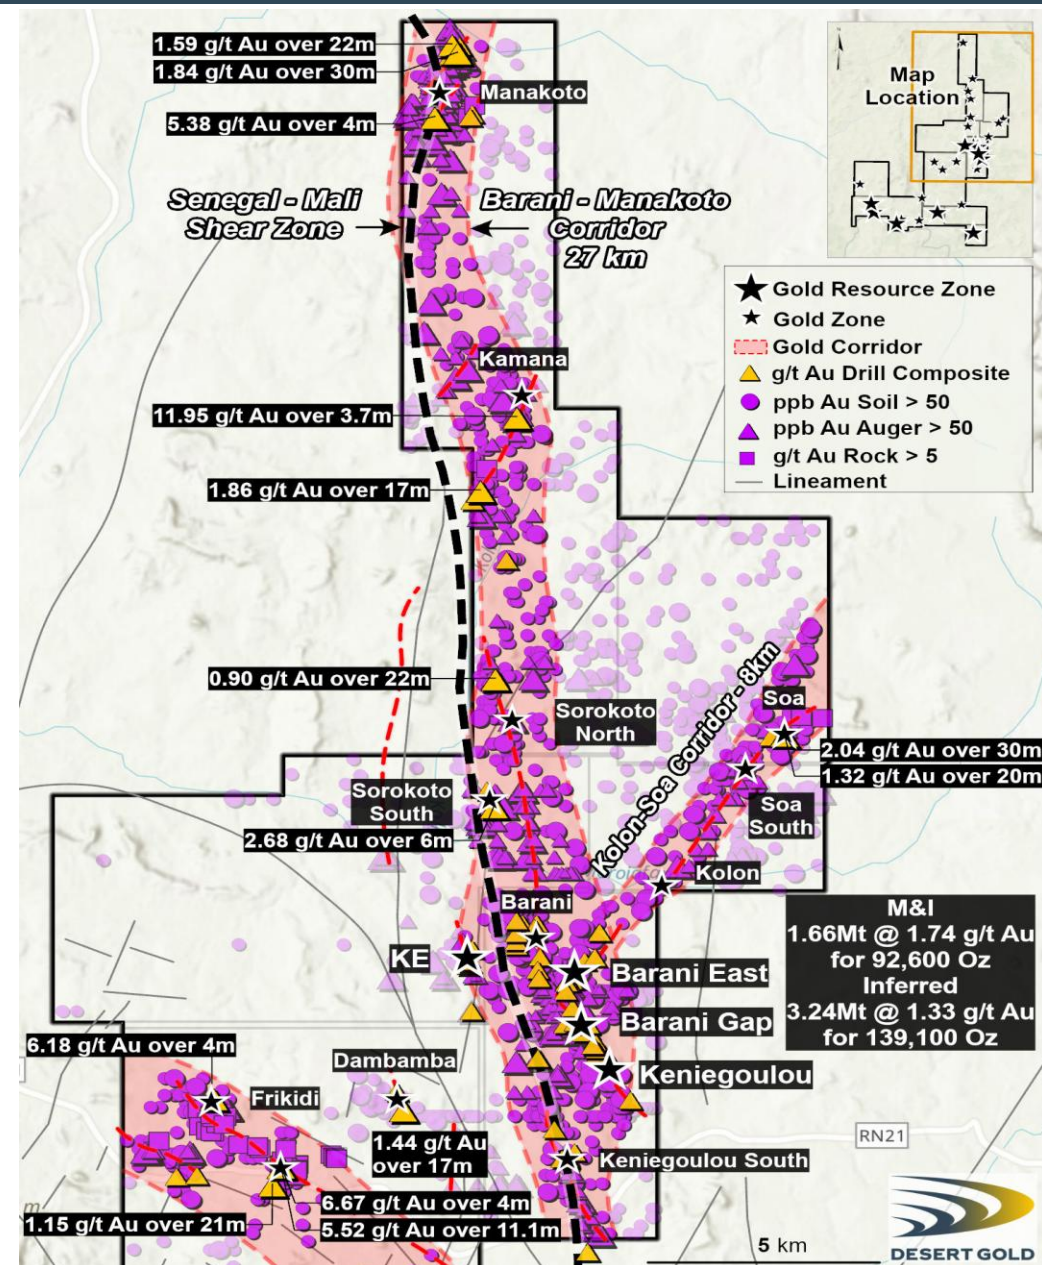 1.59 g/t Au over 22m
1.84 g/t Au over 30m
Manakoto
5.38 g/t Au over 4m
Map
Location
Senegal - Mali
Shear Zone
Barani - Manakoto
Corridor
27 km
Gold Resource Zone
Gold Zone
Gold Corridor
g/t Au Drill Composite
ppb Au Soil > 50
ppb Au Auger > 50
g/t Au Rock > 5
Lineament
Kamana
11.95 g/t Au over 3.7m
1.86 g/t Au over 17m
0.90 g/t Au over 22m
Sorokoto
North
Kolon-Soa Corridor - 8km
Soa
2.04 g/t Au over 30m
1.32 g/t Au over 20m
Sorokoto
South
2.68 g/t Au over 6m
Soa
South
Kolon
Barani
KE
Barani East
Barani Gap
Keniegoulou
M&I
1.66Mt @ 1.74 g/t Au
for 92,600 Oz
Inferred
3.24Mt @ 1.33 g/t Au
for 139,100 Oz
6.18 g/t Au over 4m
Frikidi
Dambamba
1.44 g/t Au
over 17m
RN21
Keniegoulou South
6.67 g/t Au over 4m
5.52 g/t Au over 11.1m
1.15 g/t Au over 21m
5 km
DESERT GOLD